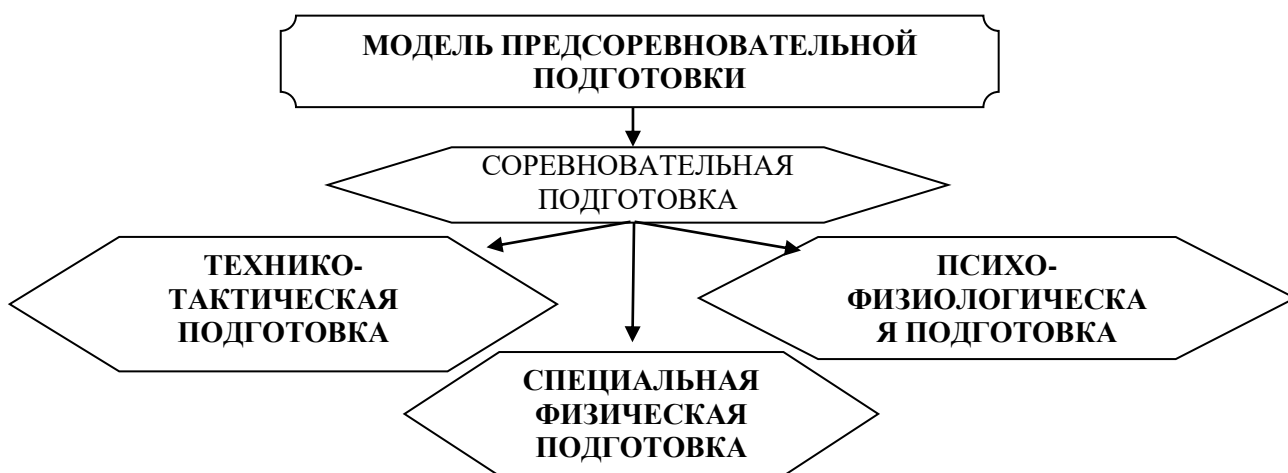 МОДЕЛЬ ПРЕДСОРЕВНОВАТЕЛЬНОЙ
ПОДГОТОВКИ
СОРЕВНОВАТЕЛЬНАЯ
ПОДГОТОВКА
ТЕХНИКО-
ТАКТИЧЕСКАЯ
ПОДГОТОВКА
ПСИХО-
ФИЗИОЛОГИЧЕСКА
Я ПОДГОТОВКА
СПЕЦИАЛЬНАЯ
ФИЗИЧЕСКАЯ
ПОДГОТОВКА